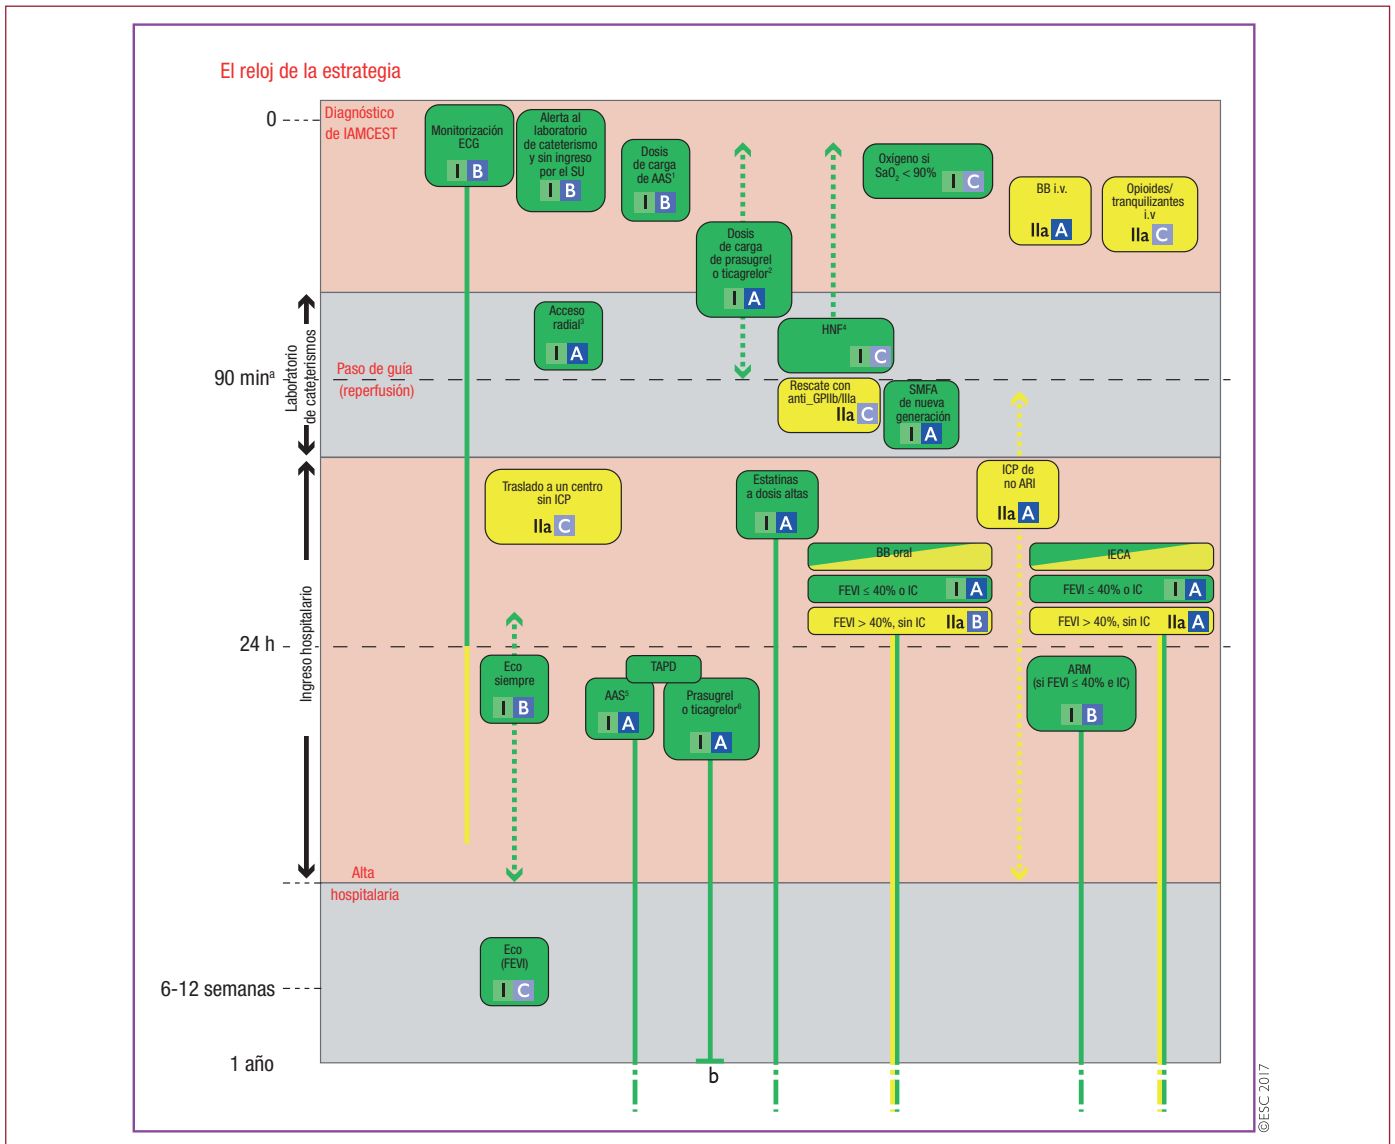 El reloj de la estrategia
0
Diagnóstico
de IAMCEST
Monitorización
ECG
I B
Alerta al
laboratorio
de cateterismo
y sin ingreso
por el SU
I B
Dosis
de carga
de AAS¹
I B
Dosis
de carga
de prasugrel
o ticagrelor²
I A
Oxígeno si
SaO₂ < 90%
I C
BB i.v.
IIa A
Opioides/
tranquilizantes
i.v
IIa C
Laboratorio
de cateterismos
90 minᵃ
Paso de guía
(reperfusión)
Acceso
radial³
I A
HNF⁴
I C
Rescate con
anti_GPIIb/IIIa
IIa C
SMFA
de nueva
generación
I A
Ingreso hospitalario
Traslado a un centro
sin ICP
IIa C
Estatinas
a dosis altas
I A
ICP de
no ARI
IIa A
BB oral
FEVI ≤ 40% o IC I A
FEVI > 40%, sin IC IIa B
IECA
FEVI ≤ 40% o IC I A
FEVI > 40%, sin IC IIa A
24 h
Eco
siempre
I B
TAPD
AAS⁵
I A
Prasugrel
o ticagrelor⁶
I A
ARM
(si FEVI ≤ 40% e IC)
I B
Alta
hospitalaria
Eco
(FEVI)
I C
6-12 semanas
1 año
b
©ESC 2017